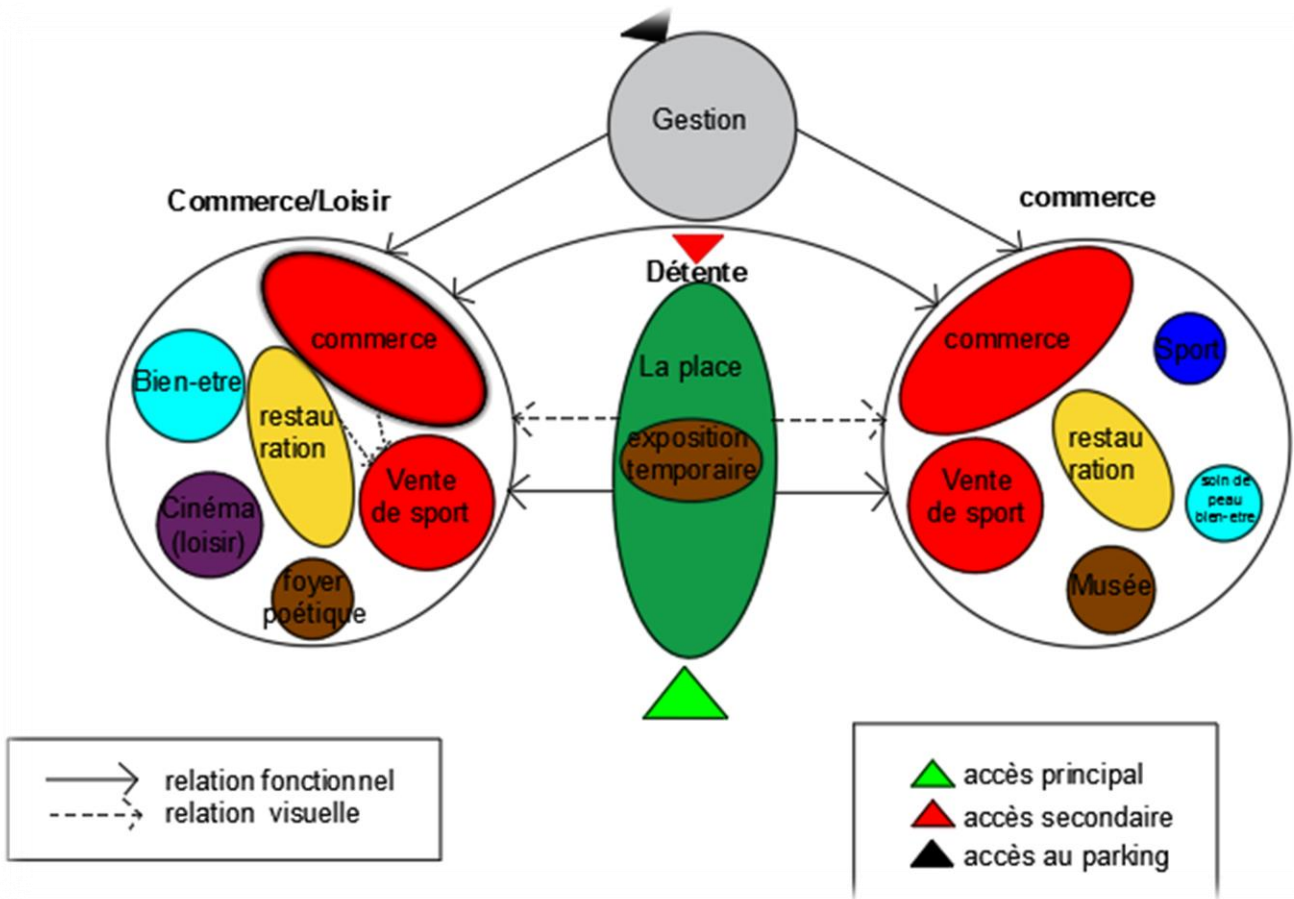 Gestion
Commerce/Loisir
commerce
Détente
commerce
Bien-etre
restau
ration
Vente
de sport
Cinéma
(loisir)
foyer
poétique
La place
exposition
temporaire
commerce
Sport
restau
ration
Vente
de sport
soin de
peau
bien-etre
Musée
relation fonctionnel
relation visuelle
accès principal
accès secondaire
accès au parking